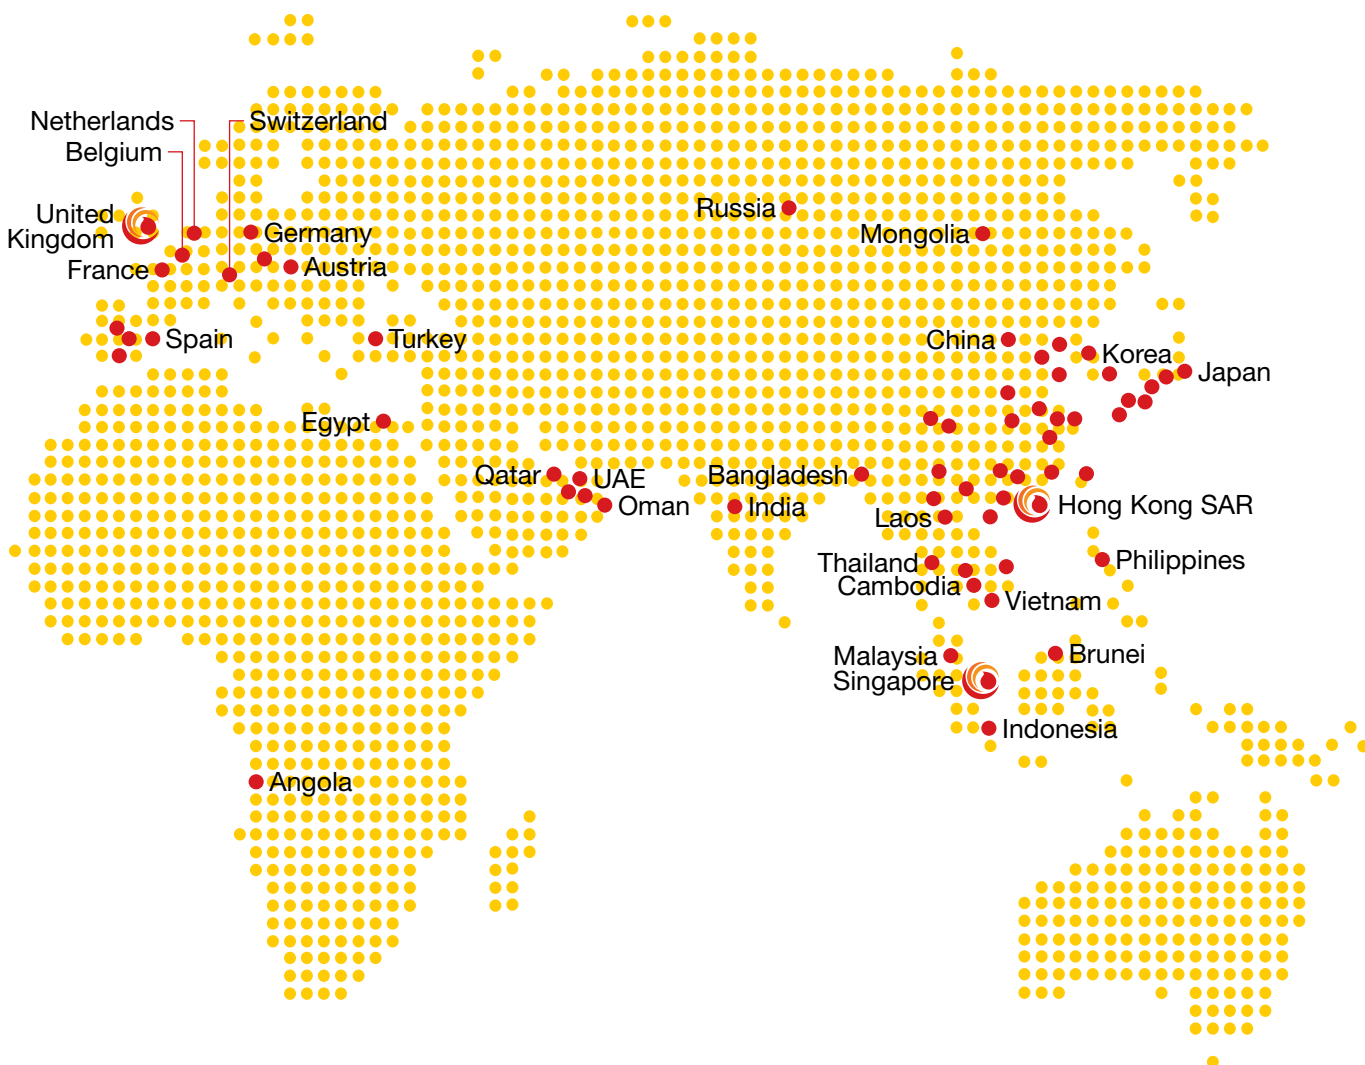 Netherlands
Switzerland
Belgium
United
Kingdom
Germany
France
Austria
Russia
Mongolia
Spain
Turkey
China
Korea
Japan
Egypt
Qatar
UAE
Oman
Bangladesh
India
Laos
Hong Kong SAR
Thailand
Cambodia
Philippines
Vietnam
Malaysia
Singapore
Brunei
Indonesia
Angola